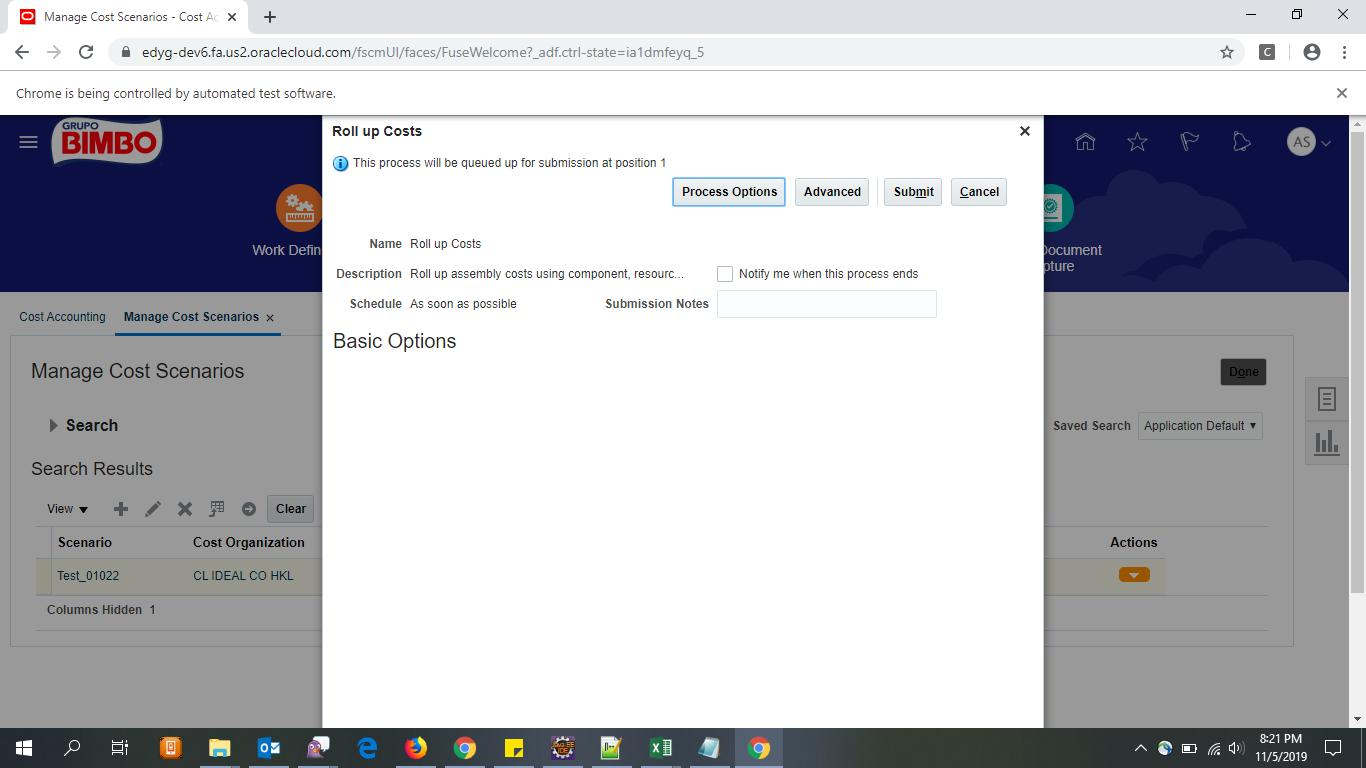 Manage Cost Scenarios - Cost Ac
edyg-dev6.fa.us2.oraclecloud.com/fscmUI/faces/FuseWelcome?_adf.ctrl-state=ia1dmfeyq_5
C
Chrome is being controlled by automated test software.
GRUPO
BIMBO
AS
Work Defin
Document
pture
Roll up Costs
This process will be queued up for submission at position 1
Process Options
Advanced
Submit
Cancel
Name Roll up Costs
Description Roll up assembly costs using component, resourc...
Notify me when this process ends
Schedule As soon as possible
Submission Notes
Basic Options
Cost Accounting
Manage Cost Scenarios
Manage Cost Scenarios
Done
Search
Saved Search Application Default
Search Results
View
Clear
Scenario Cost Organization Actions
Test_01022 CL IDEAL CO HKL
Columns Hidden 1
8:21 PM
11/5/2019